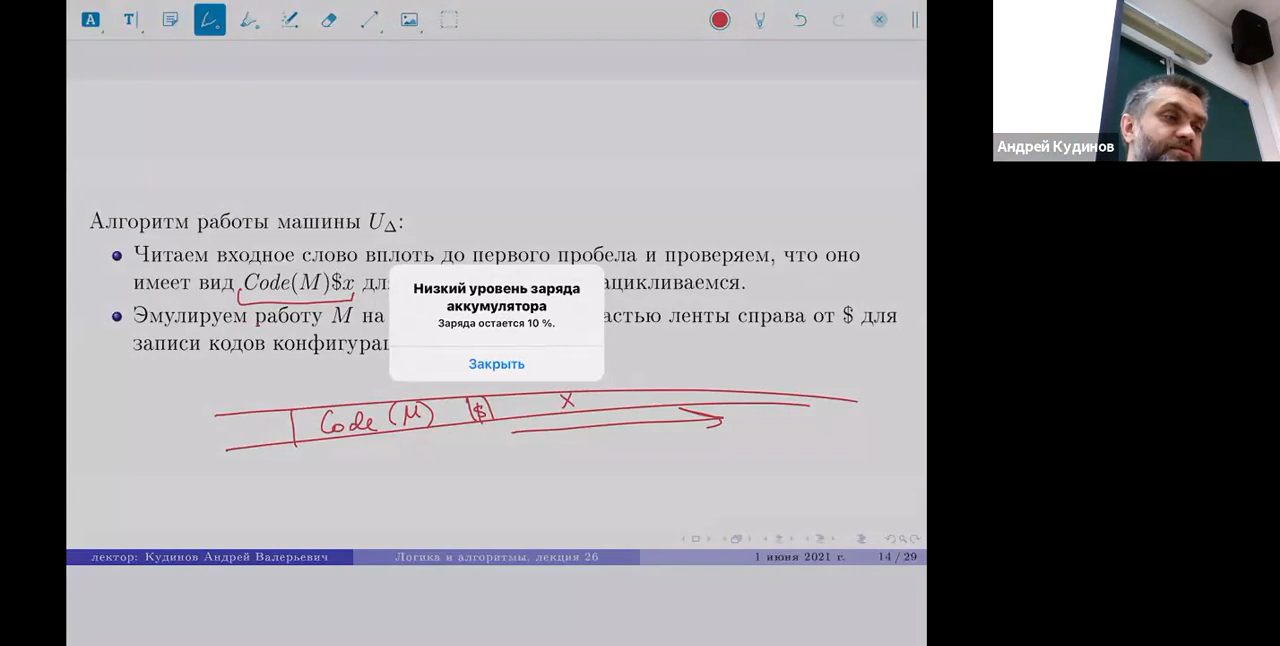 A T
Андрей Кудинов
Алгоритм работы машины U_Δ:
Читаем входное слово вплоть до первого пробела и проверяем, что оно
имеет вид Code(M)$x дл ацикливаемся.
Эмулируем работу M на астью ленты справа от $ для
записи кодов конфигура
Низкий уровень заряда
аккумулятора
Заряда остается 10 %.
Закрыть
Code (M) $ x
лектор: Кудинов Андрей Валерьевич Логика и алгоритмы, лекция 26 1 июня 2021 г. 14 / 29